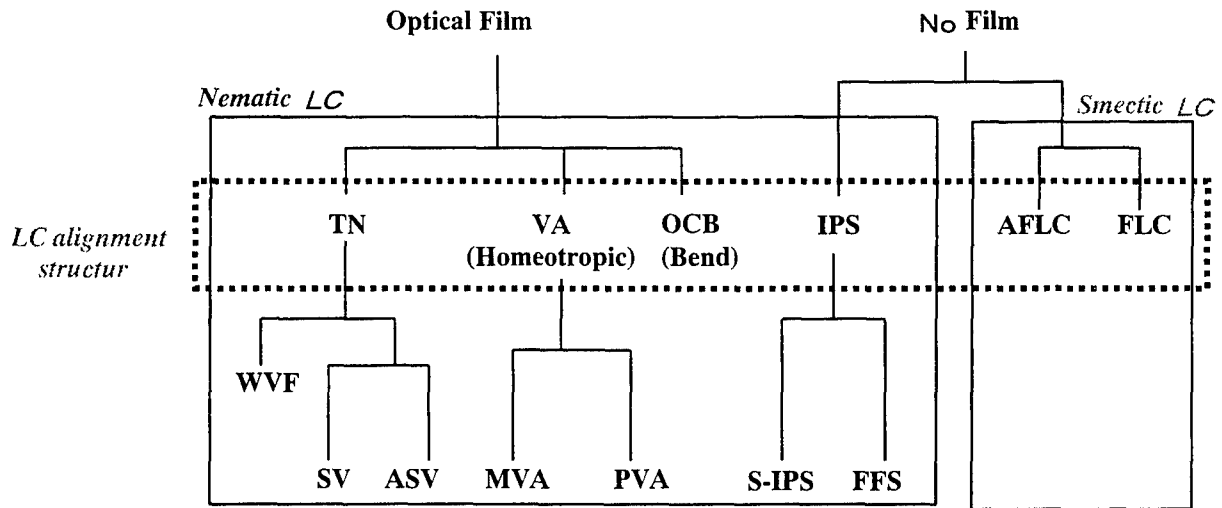 Optical Film
No Film
Nematic LC
Smectic LC
LC alignment
structur
TN
VA
(Homeotropic)
OCB
(Bend)
IPS
AFLC
FLC
WVF
SV
ASV
MVA
PVA
S-IPS
FFS